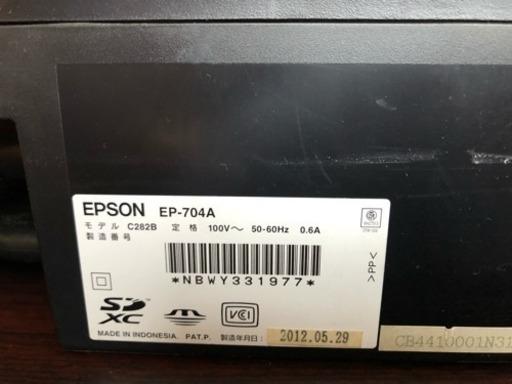 EPSON EP-704A
モデル C282B 定格 100V～ 50-60Hz 0.6A
製造番号
*NBWY331977*
>PP<
SD XC
VCCI
MADE IN INDONESIA. PAT.P. 製造年月日: 2012.05.29
CB4410001N31